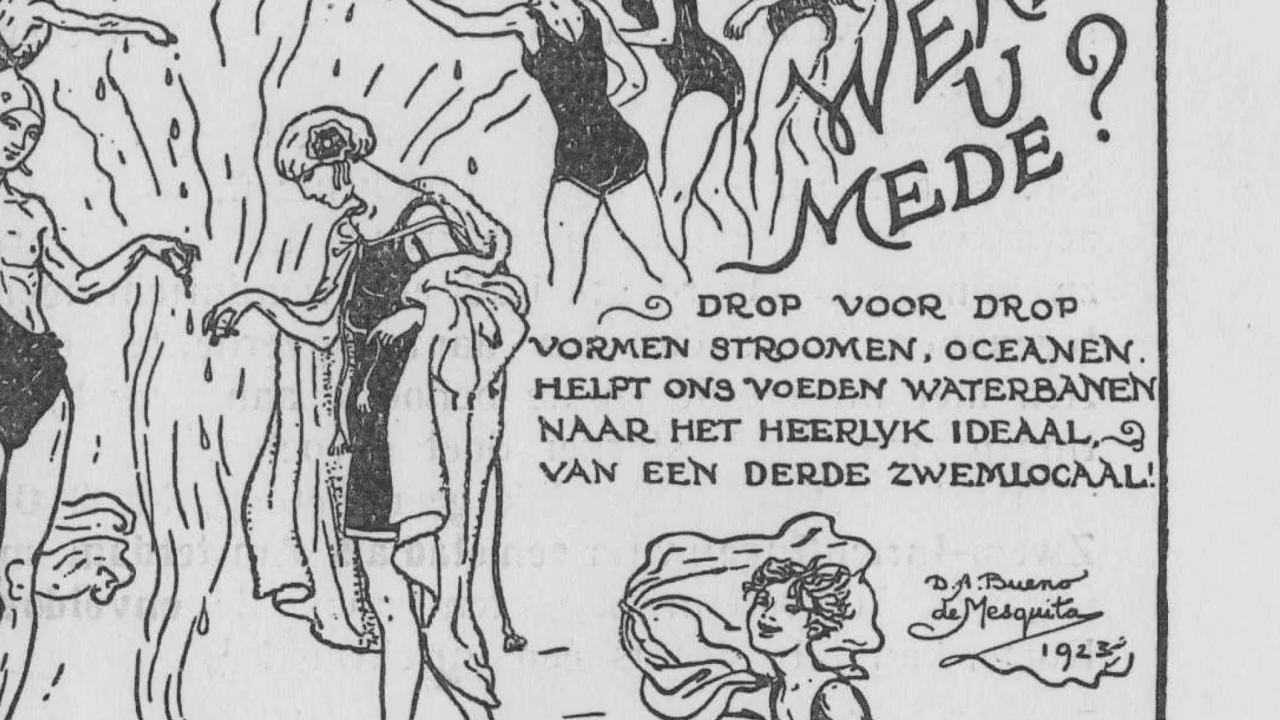 U
MEDE?
DROP VOOR DROP
VORMEN STROOMEN, OCEANEN.
HELPT ONS VOEDEN WATERBANEN
NAAR HET HEERLYK IDEAAL,
VAN EEN DERDE ZWEMLOCAAL!
D. A. Bueno
de Mesquita
1923